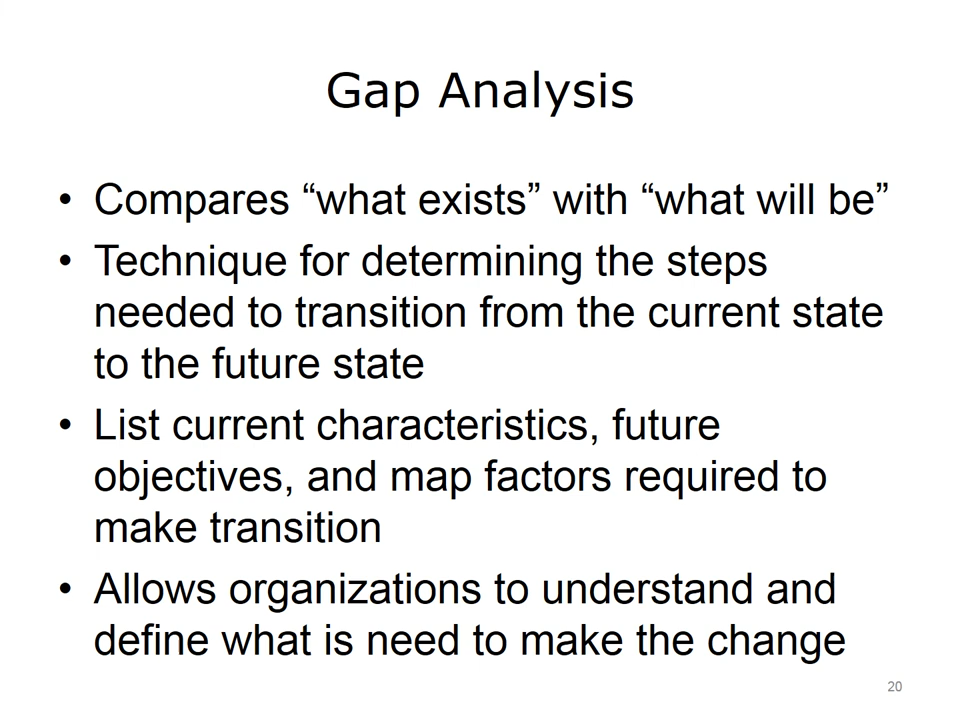 Gap Analysis
• Compares “what exists” with “what will be”
• Technique for determining the steps
needed to transition from the current state
to the future state
• List current characteristics, future
objectives, and map factors required to
make transition
• Allows organizations to understand and
define what is need to make the change
20